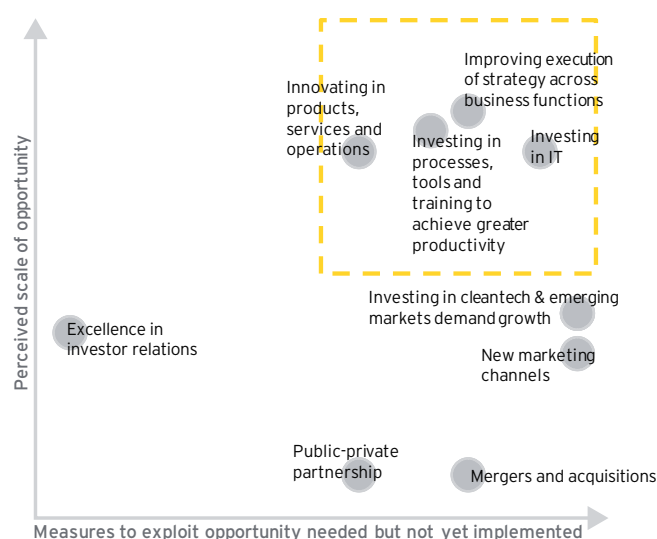 Perceived scale of opportunity
Improving execution
of strategy across
business functions
Innovating in
products,
services and
operations
Investing in
processes,
tools and
training to
achieve greater
productivity
Investing
in IT
Investing in cleantech & emerging
markets demand growth
Excellence in
investor relations
New marketing
channels
Public-private
partnership
Mergers and acquisitions
Measures to exploit opportunity needed but not yet implemented